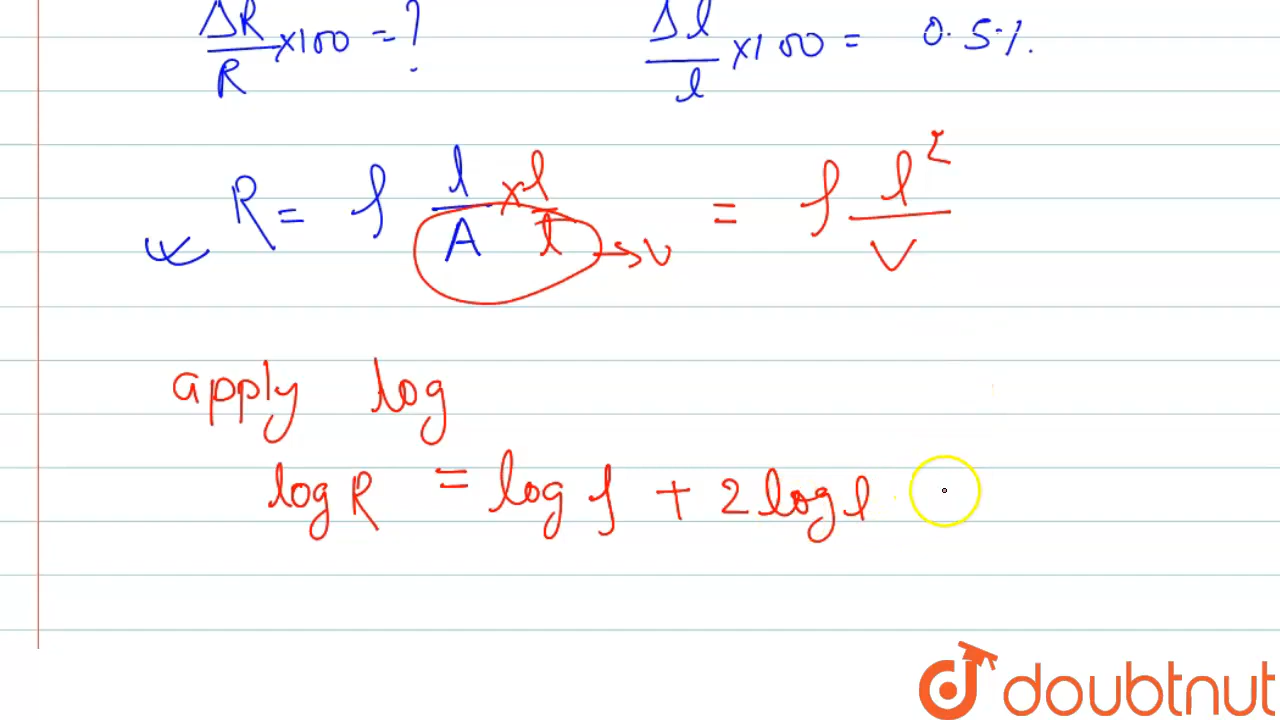 ΔR/R ×100 = ? Δl/l ×100 = 0.5%.
R = ρ l/A × l/l → V = ρ l²/V
apply log
log R = log ρ + 2 log l
doubtnut